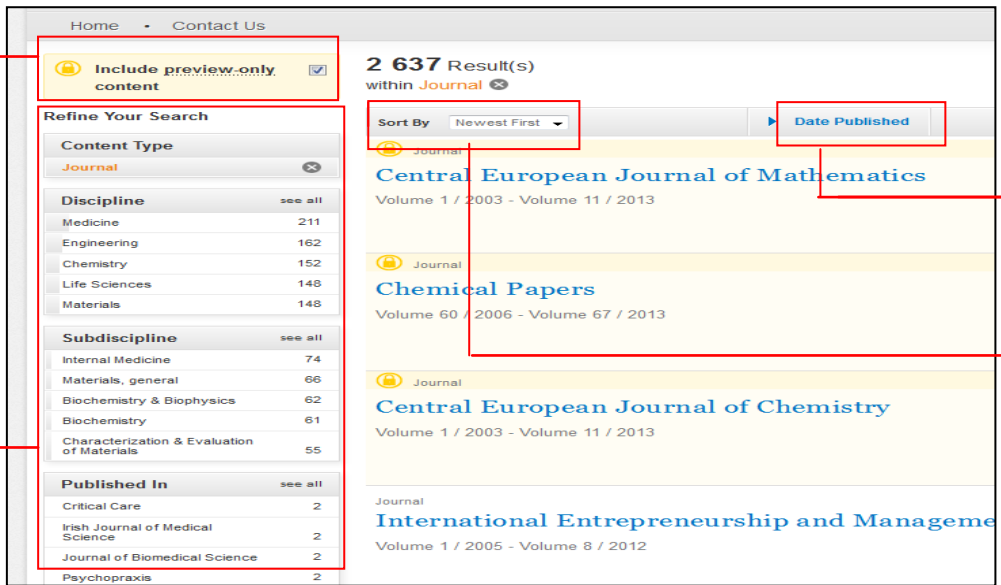 Home • Contact Us
Include preview-only
content
Refine Your Search
Content Type
Journal
Discipline see all
Medicine 211
Engineering 162
Chemistry 152
Life Sciences 148
Materials 148
Subdiscipline see all
Internal Medicine 74
Materials, general 66
Biochemistry & Biophysics 62
Biochemistry 61
Characterization & Evaluation
of Materials 55
Published In see all
Critical Care 2
Irish Journal of Medical
Science 2
Journal of Biomedical Science 2
Psychopraxis 2
2 637 Result(s)
within Journal
Sort By Newest First
Date Published
Journal
Central European Journal of Mathematics
Volume 1 / 2003 - Volume 11 / 2013
Journal
Chemical Papers
Volume 60 / 2006 - Volume 67 / 2013
Journal
Central European Journal of Chemistry
Volume 1 / 2003 - Volume 11 / 2013
Journal
International Entrepreneurship and Manageme
Volume 1 / 2005 - Volume 8 / 2012